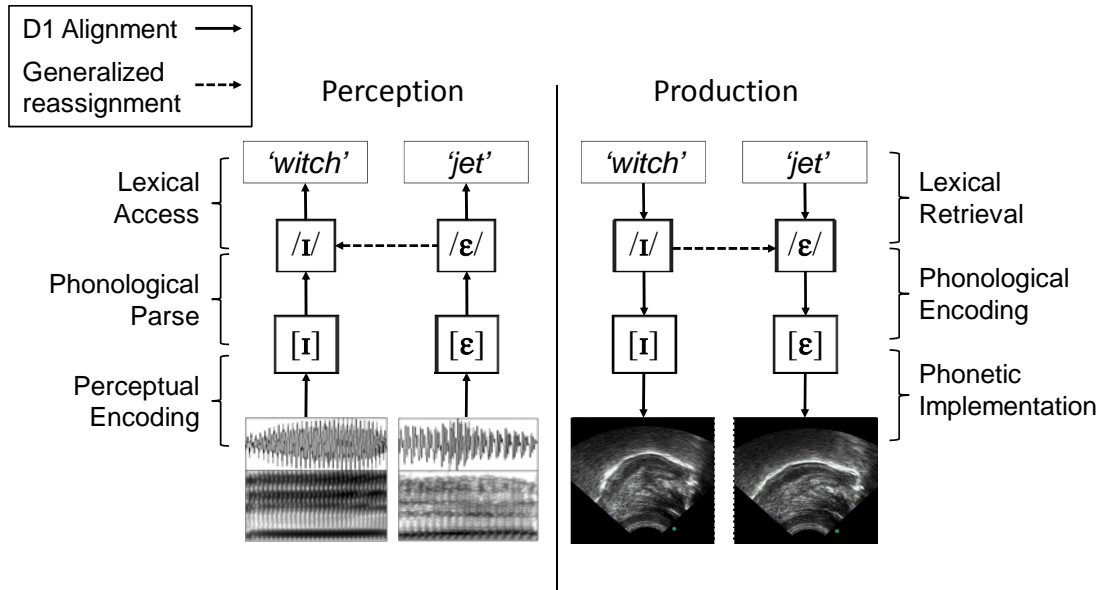 D1 Alignment
Generalized
reassignment
Perception
Production
Lexical
Access
Phonological
Parse
Perceptual
Encoding
‘witch’
‘jet’
/ɪ/
/ɛ/
[ɪ]
[ɛ]
‘witch’
‘jet’
/ɪ/
/ɛ/
[ɪ]
[ɛ]
Lexical
Retrieval
Phonological
Encoding
Phonetic
Implementation